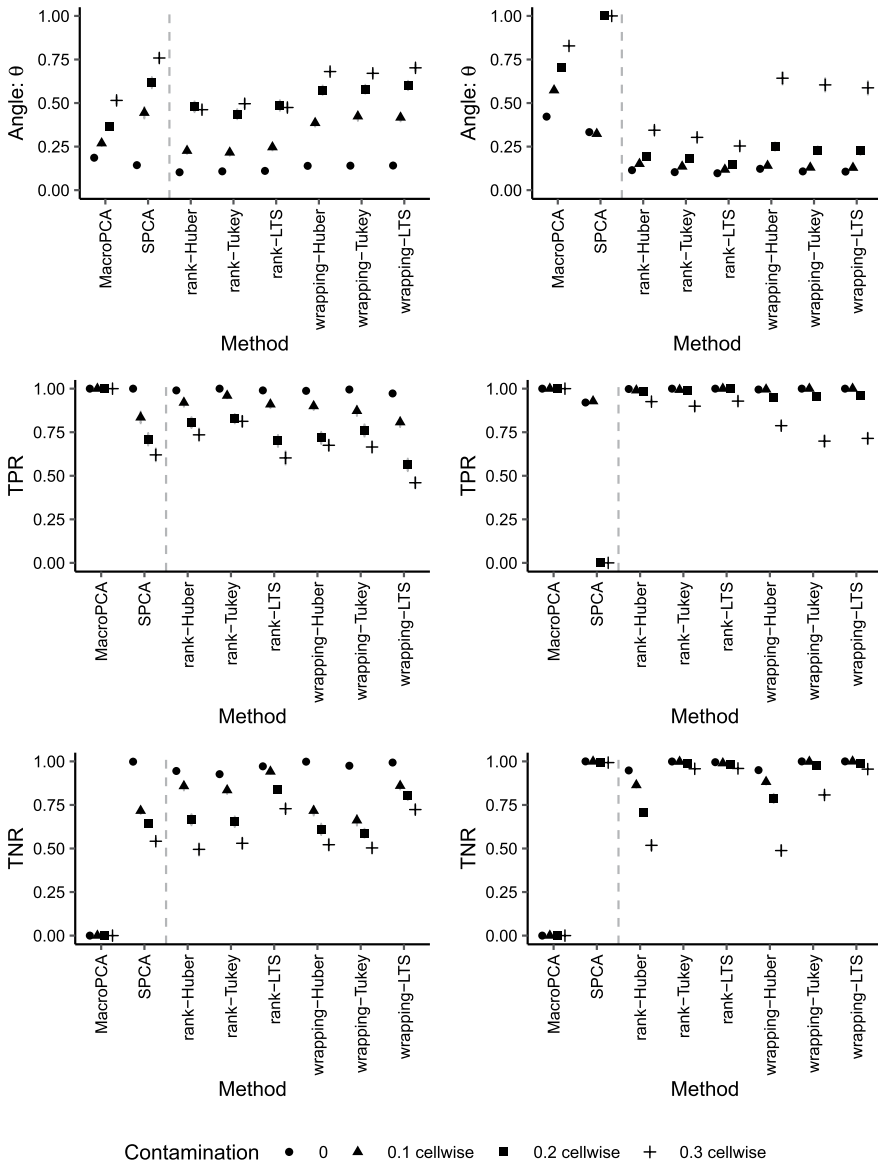 Angle: θ
1.00
0.75
0.50
0.25
0.00
MacroPCA
SPCA
rank−Huber
rank−Tukey
rank−LTS
wrapping−Huber
wrapping−Tukey
wrapping−LTS
Method
Angle: θ
1.00
0.75
0.50
0.25
0.00
MacroPCA
SPCA
rank−Huber
rank−Tukey
rank−LTS
wrapping−Huber
wrapping−Tukey
wrapping−LTS
Method
TPR
1.00
0.75
0.50
0.25
0.00
MacroPCA
SPCA
rank−Huber
rank−Tukey
rank−LTS
wrapping−Huber
wrapping−Tukey
wrapping−LTS
Method
TPR
1.00
0.75
0.50
0.25
0.00
MacroPCA
SPCA
rank−Huber
rank−Tukey
rank−LTS
wrapping−Huber
wrapping−Tukey
wrapping−LTS
Method
TNR
1.00
0.75
0.50
0.25
0.00
MacroPCA
SPCA
rank−Huber
rank−Tukey
rank−LTS
wrapping−Huber
wrapping−Tukey
wrapping−LTS
Method
TNR
1.00
0.75
0.50
0.25
0.00
MacroPCA
SPCA
rank−Huber
rank−Tukey
rank−LTS
wrapping−Huber
wrapping−Tukey
wrapping−LTS
Method
Contamination 0 0.1 cellwise 0.2 cellwise 0.3 cellwise